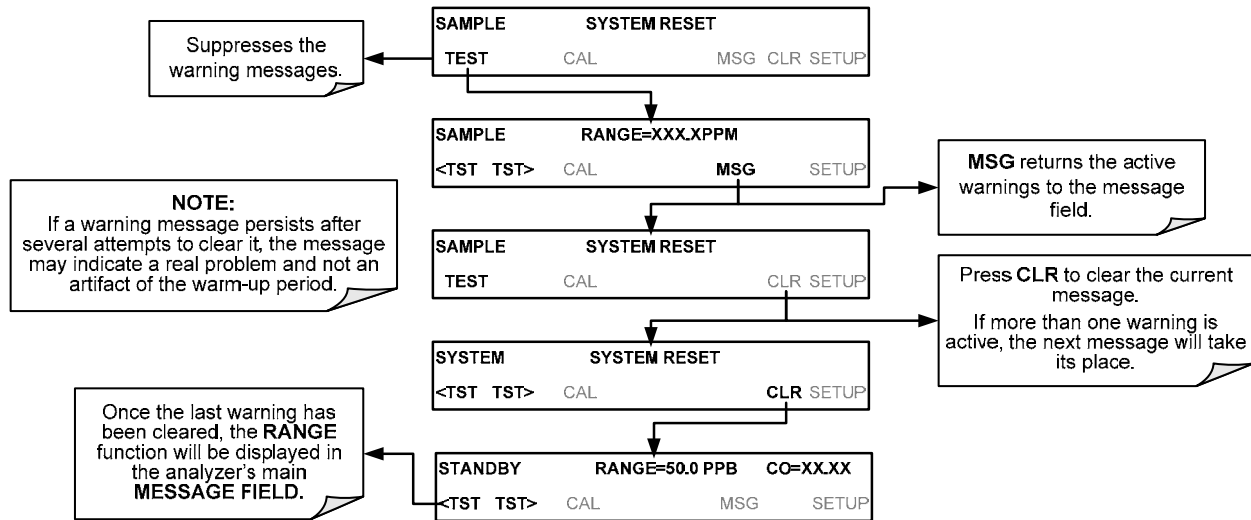 SAMPLE SYSTEM RESET
TEST CAL MSG CLR SETUP
Suppresses the
warning messages.
SAMPLE RANGE=XXX.XPPM
<TST TST> CAL MSG SETUP
MSG returns the active
warnings to the message
field.
NOTE:
If a warning message persists after
several attempts to clear it, the message
may indicate a real problem and not an
artifact of the warm-up period.
SAMPLE SYSTEM RESET
TEST CLR SETUP
Press CLR to clear the current
message.
If more than one warning is
active, the next message will take
its place.
SYSTEM SYSTEM RESET
<TST TST> CAL CLR SETUP
Once the last warning has
been cleared, the RANGE
function will be displayed in
the analyzer's main
MESSAGE FIELD.
STANDBY RANGE=50.0 PPB CO=XX.XX
<TST TST> CAL MSG SETUP